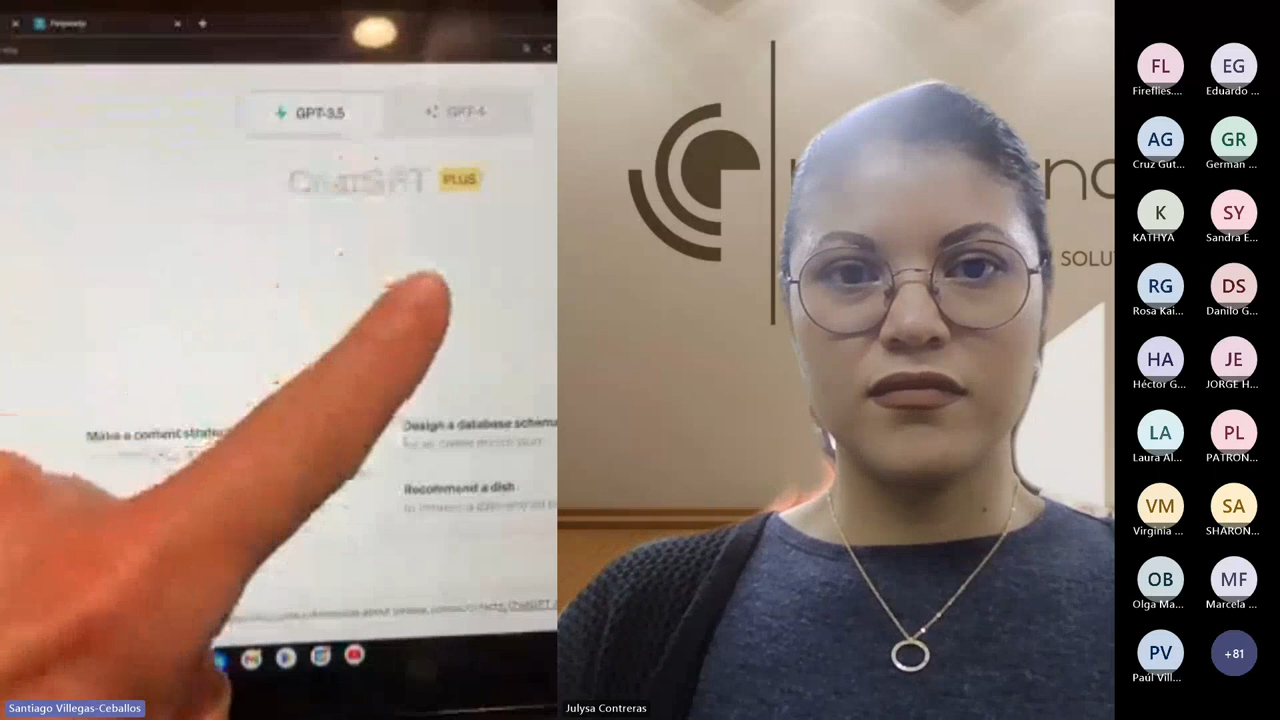 GPT-3.5
GPT-4
ChatGPT PLUS
Make a content strategy
Design a database schema
Recommend a dish
Santiago Villegas-Ceballos
SOLU
Julysa Contreras
FL
Fireflies....
EG
Eduardo ...
AG
Cruz Gut...
GR
German ...
K
KATHYA
SY
Sandra E...
RG
Rosa Kai...
DS
Danilo G...
HA
Héctor G...
JE
JORGE H...
LA
Laura Al...
PL
PATRON...
VM
Virginia ...
SA
SHARON...
OB
Olga Ma...
MF
Marcela ...
PV
Paúl Vill...
+81